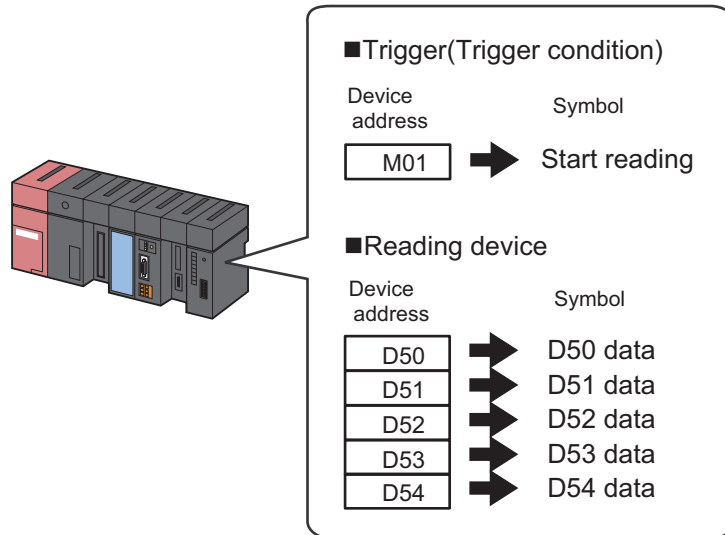 ■Trigger(Trigger condition)
Device address
Symbol
M01
Start reading
■Reading device
Device address
Symbol
D50
D50 data
D51
D51 data
D52
D52 data
D53
D53 data
D54
D54 data